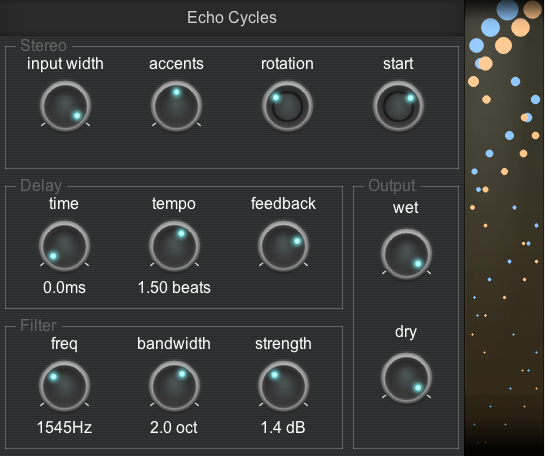 Echo Cycles
Stereo
input width accents rotation start
Delay
time tempo feedback
0.0ms 1.50 beats
Output
wet
dry
Filter
freq bandwidth strength
1545Hz 2.0 oct 1.4 dB